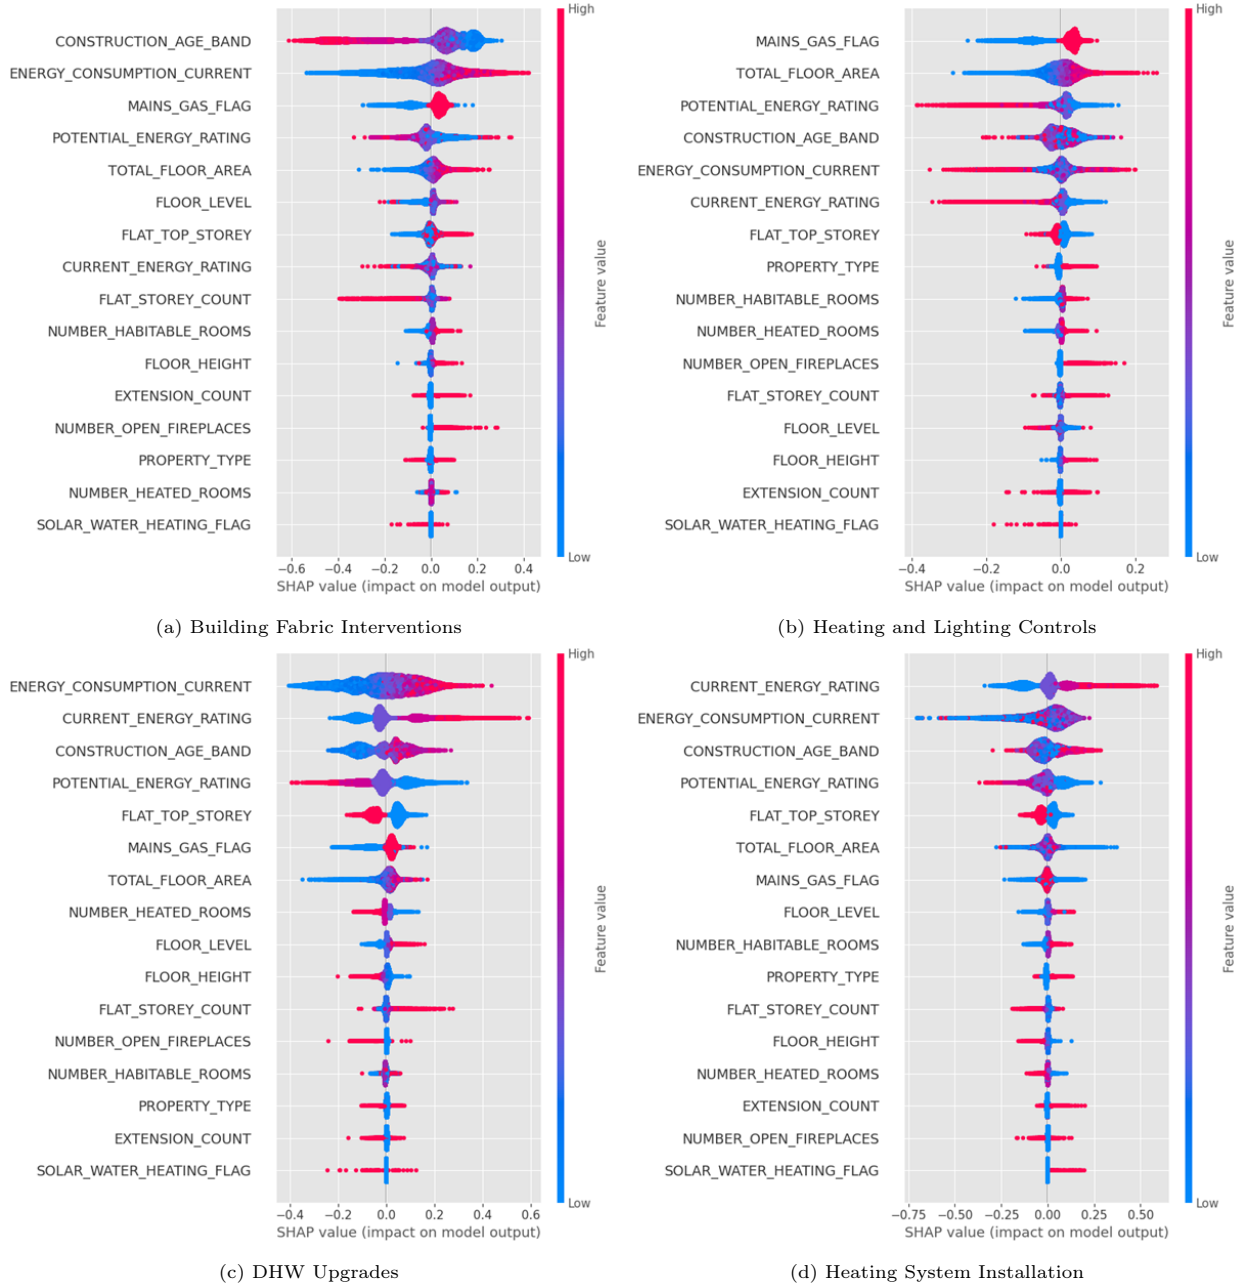 High
CONSTRUCTION_AGE_BAND
ENERGY_CONSUMPTION_CURRENT
MAINS_GAS_FLAG
POTENTIAL_ENERGY_RATING
TOTAL_FLOOR_AREA
FLOOR_LEVEL
FLAT_TOP_STOREY
CURRENT_ENERGY_RATING
FLAT_STOREY_COUNT
NUMBER_HABITABLE_ROOMS
FLOOR_HEIGHT
EXTENSION_COUNT
NUMBER_OPEN_FIREPLACES
PROPERTY_TYPE
NUMBER_HEATED_ROOMS
SOLAR_WATER_HEATING_FLAG
Feature value
Low
−0.6 −0.4 −0.2 0.0 0.2 0.4
SHAP value (impact on model output)
(a) Building Fabric Interventions
High
MAINS_GAS_FLAG
TOTAL_FLOOR_AREA
POTENTIAL_ENERGY_RATING
CONSTRUCTION_AGE_BAND
ENERGY_CONSUMPTION_CURRENT
CURRENT_ENERGY_RATING
FLAT_TOP_STOREY
PROPERTY_TYPE
NUMBER_HABITABLE_ROOMS
NUMBER_HEATED_ROOMS
NUMBER_OPEN_FIREPLACES
FLAT_STOREY_COUNT
FLOOR_LEVEL
FLOOR_HEIGHT
EXTENSION_COUNT
SOLAR_WATER_HEATING_FLAG
Feature value
Low
−0.4 −0.2 0.0 0.2
SHAP value (impact on model output)
(b) Heating and Lighting Controls
High
ENERGY_CONSUMPTION_CURRENT
CURRENT_ENERGY_RATING
CONSTRUCTION_AGE_BAND
POTENTIAL_ENERGY_RATING
FLAT_TOP_STOREY
MAINS_GAS_FLAG
TOTAL_FLOOR_AREA
NUMBER_HEATED_ROOMS
FLOOR_LEVEL
FLOOR_HEIGHT
FLAT_STOREY_COUNT
NUMBER_OPEN_FIREPLACES
NUMBER_HABITABLE_ROOMS
PROPERTY_TYPE
EXTENSION_COUNT
SOLAR_WATER_HEATING_FLAG
Feature value
Low
−0.4 −0.2 0.0 0.2 0.4 0.6
SHAP value (impact on model output)
(c) DHW Upgrades
High
CURRENT_ENERGY_RATING
ENERGY_CONSUMPTION_CURRENT
CONSTRUCTION_AGE_BAND
POTENTIAL_ENERGY_RATING
FLAT_TOP_STOREY
TOTAL_FLOOR_AREA
MAINS_GAS_FLAG
FLOOR_LEVEL
NUMBER_HABITABLE_ROOMS
PROPERTY_TYPE
FLAT_STOREY_COUNT
FLOOR_HEIGHT
NUMBER_HEATED_ROOMS
EXTENSION_COUNT
NUMBER_OPEN_FIREPLACES
SOLAR_WATER_HEATING_FLAG
Feature value
Low
−0.75 −0.50 −0.25 0.00 0.25 0.50
SHAP value (impact on model output)
(d) Heating System Installation